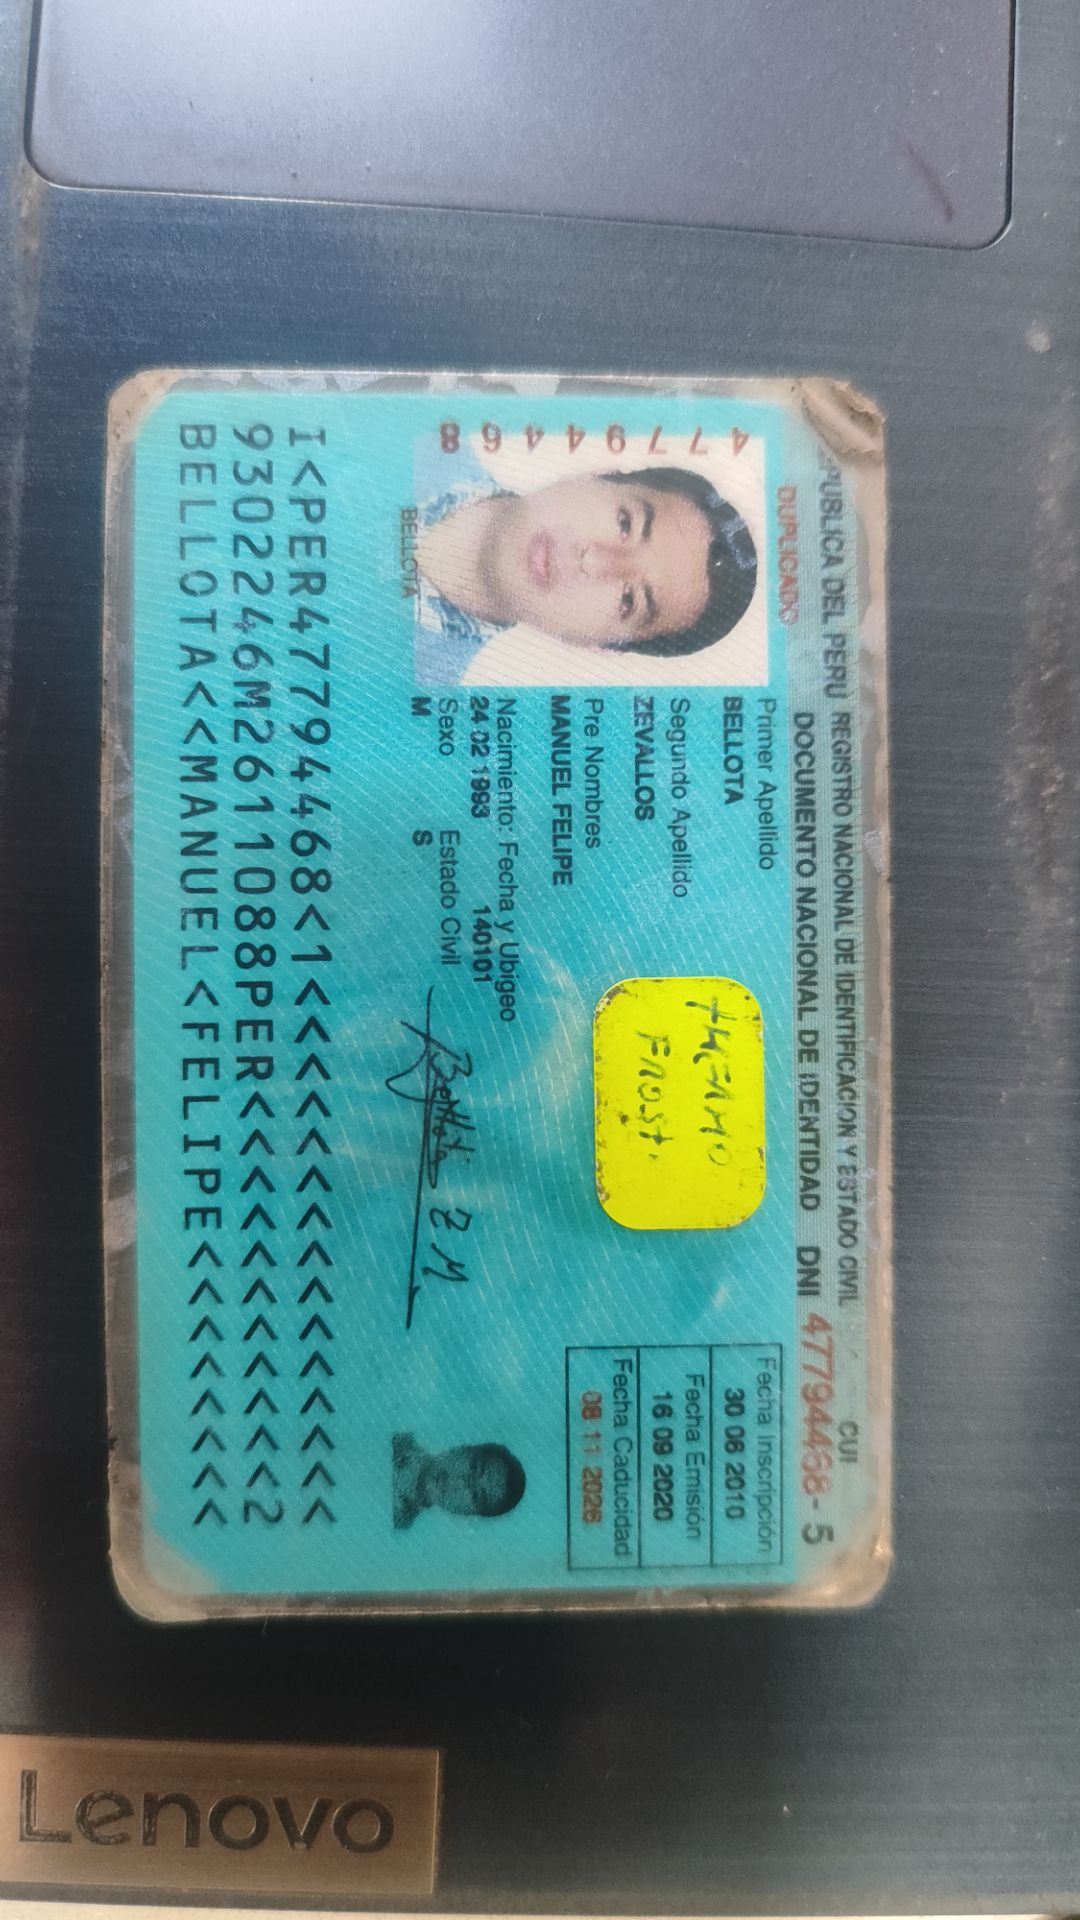 REPUBLICA DEL PERU REGISTRO NACIONAL DE IDENTIFICACION Y ESTADO CIVIL CUI
DOCUMENTO NACIONAL DE IDENTIDAD DNI 47794468 - 5
DUPLICADO
47794468
Primer Apellido
BELLOTA
Segundo Apellido
ZEVALLOS
Pre Nombres
MANUEL FELIPE
Nacimiento: Fecha y Ubigeo
24 02 1993 140101
Sexo Estado Civil
M S
Frost.
Fecha Inscripción
30 06 2010
Fecha Emisión
16 09 2020
Fecha Caducidad
08 11 2026
BELLOTA
Bellota Z M
I<PER47794468<1<<<<<<<<<<<<<<<
9302246M2611088PER<<<<<<<<<<<2
BELLOTA<<MANUEL<FELIPE<<<<<<<<
Lenovo